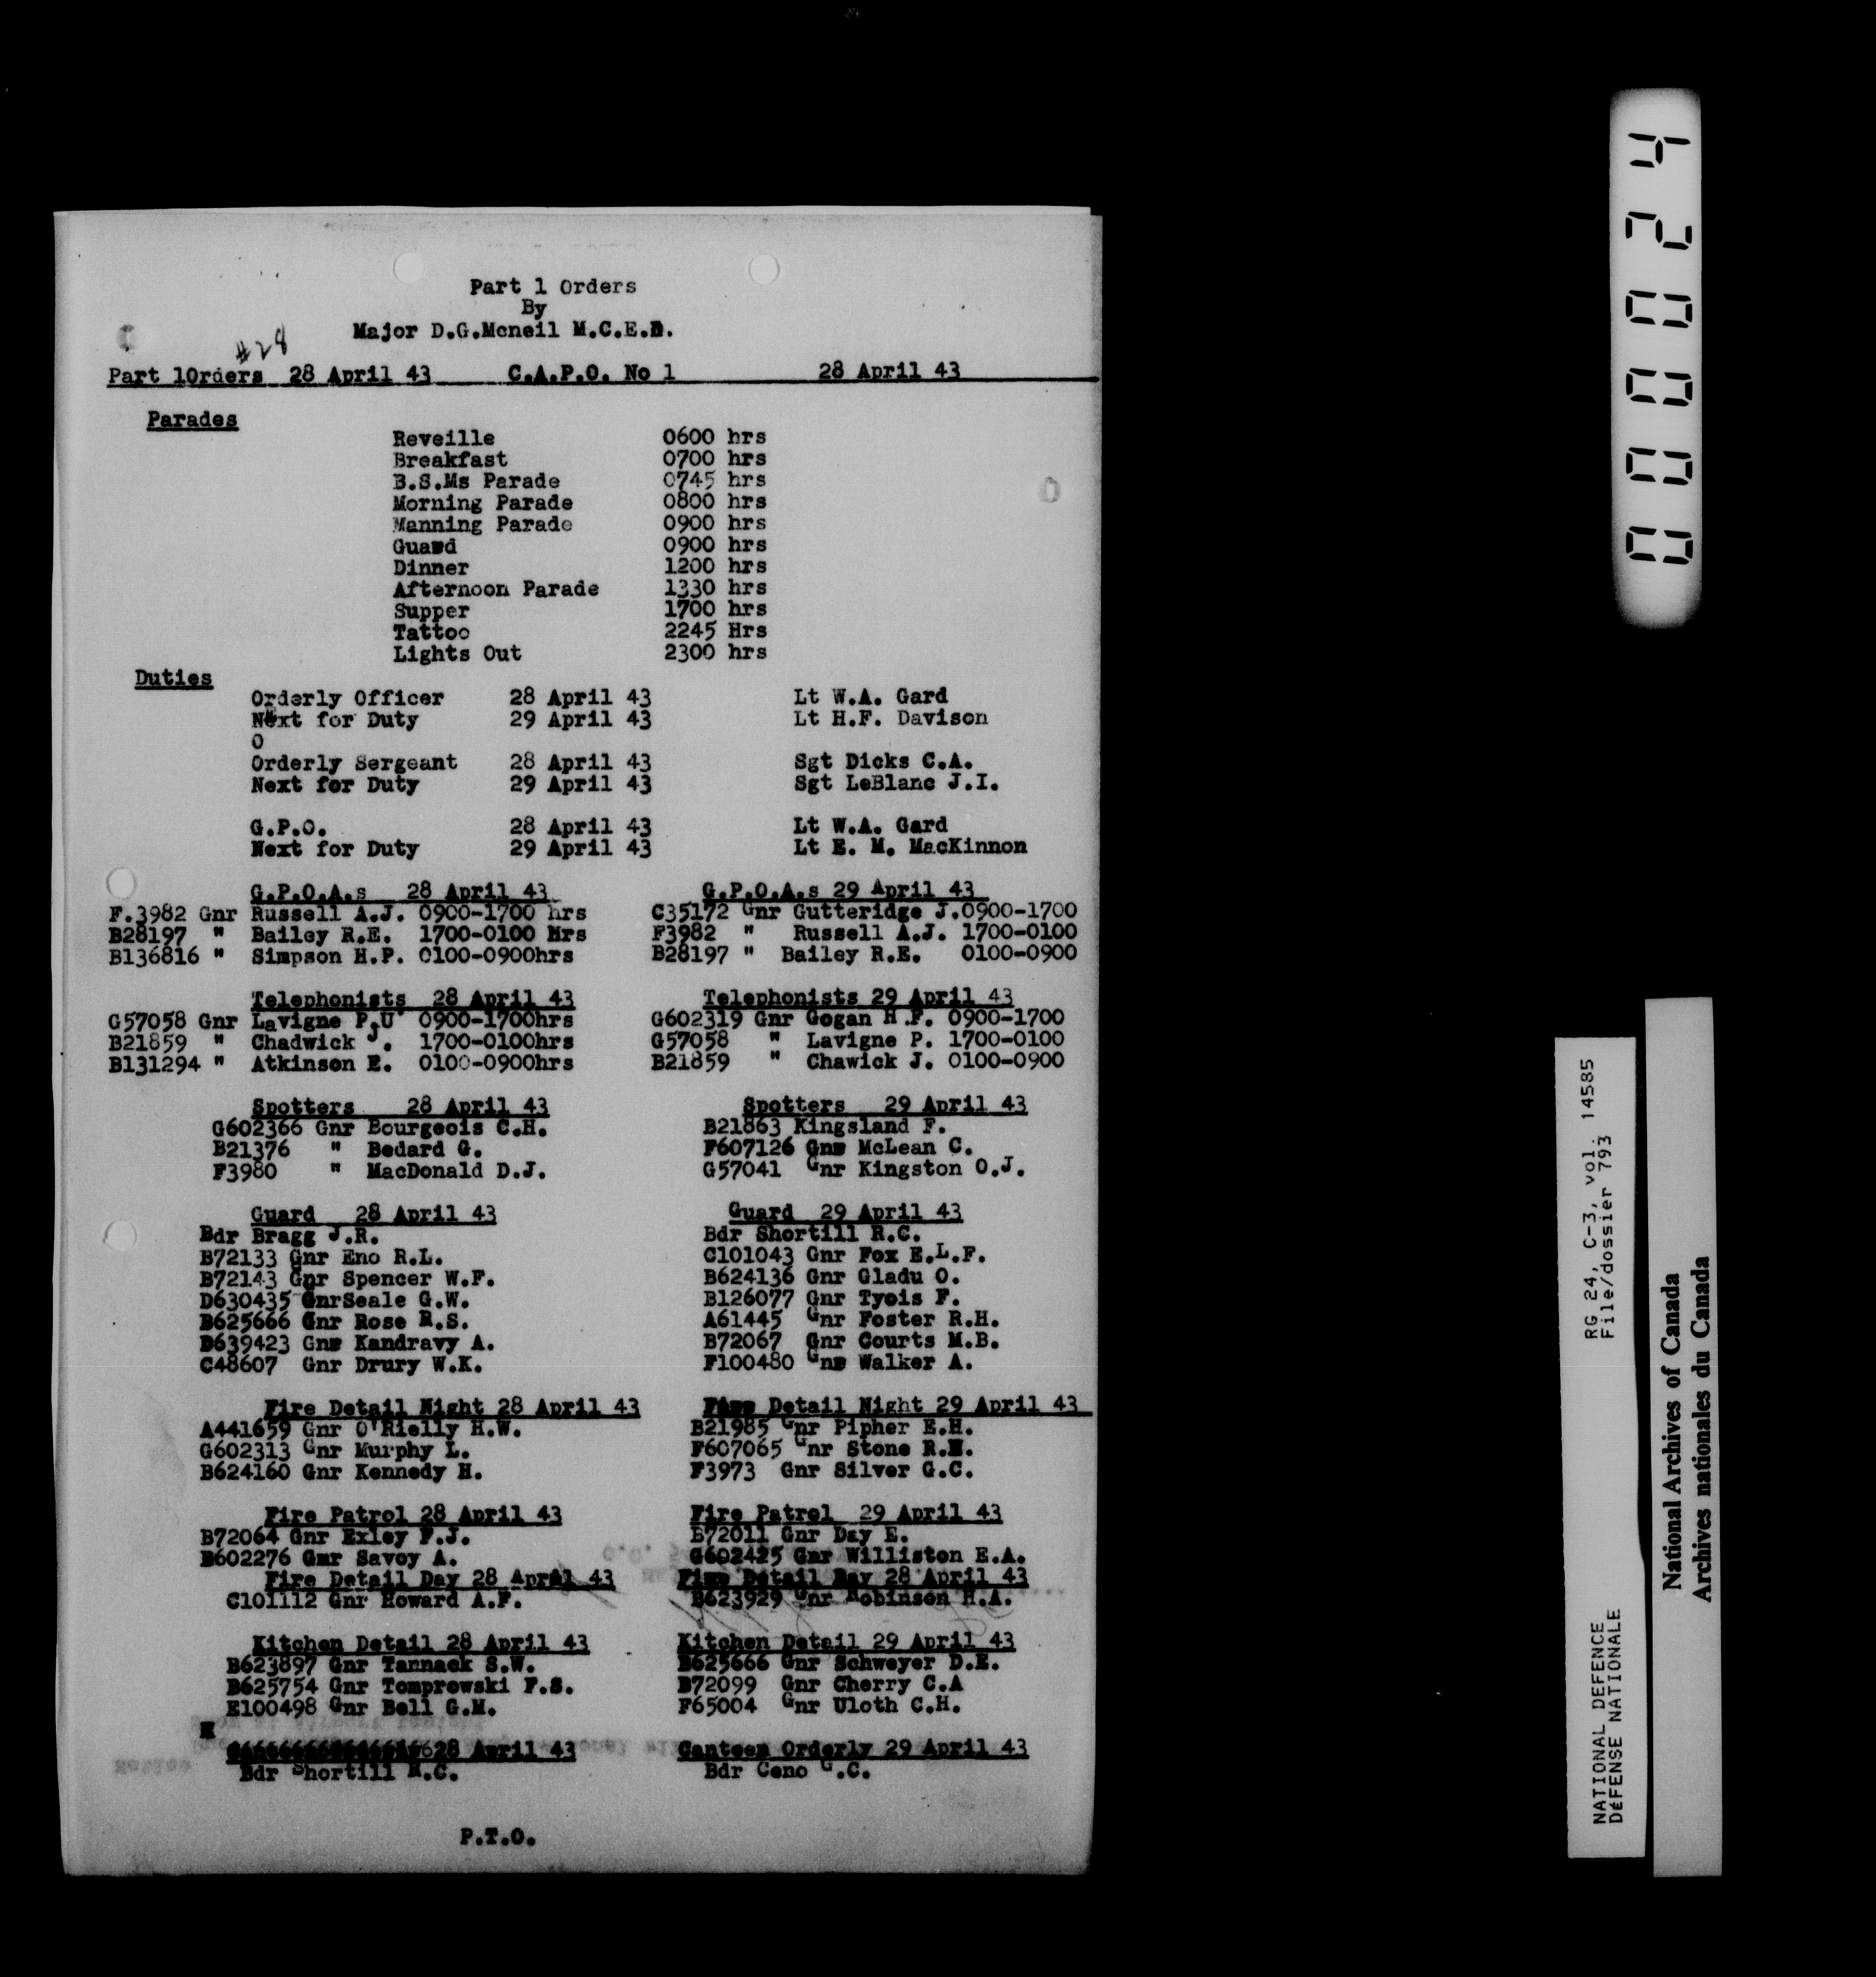 Part 1 Orders
By
Major D.G.Mcneil M.C.E.D.
#28
Part 1Orders 28 April 43 C.A.P.O. No 1 28 April 43
Parades
Reveille 0600 hrs
Breakfast 0700 hrs
B.S.Ms Parade 0745 hrs
Morning Parade 0800 hrs
Manning Parade 0900 hrs
Guard 0900 hrs
Dinner 1200 hrs
Afternoon Parade 1330 hrs
Supper 1700 hrs
Tattoo 2245 Hrs
Lights Out 2300 hrs
Duties
Orderly Officer 28 April 43 Lt W.A. Gard
Next for Duty 29 April 43 Lt H.F. Davison
O
Orderly Sergeant 28 April 43 Sgt Dicks C.A.
Next for Duty 29 April 43 Sgt LeBlanc J.I.
G.P.O. 28 April 43 Lt W.A. Gard
Next for Duty 29 April 43 Lt E. M. MacKinnon
G.P.O.A.s 28 April 43 G.P.O.A.s 29 April 43
F.3982 Gnr Russell A.J. 0900-1700 hrs C35172 Gnr Gutteridge J.0900-1700
B28197 " Bailey R.E. 1700-0100 Hrs F3982 " Russell A.J. 1700-0100
B136816 " Simpson H.P. 0100-0900hrs B28197 " Bailey R.E. 0100-0900
Telephonists 28 April 43 Telephonists 29 April 43
G57058 Gnr Lavigne P.U 0900-1700hrs G602319 Gnr Gogan H.F. 0900-1700
B21859 " Chadwick J. 1700-0100hrs G57058 " Lavigne P. 1700-0100
B131294 " Atkinson E. 0100-0900hrs B21859 " Chawick J. 0100-0900
Spotters 28 April 43 Spotters 29 April 43
G602366 Gnr Bourgeois C.H. B21863 Kingsland F.
B21376 " Bedard G. F607126 Gnr McLean C.
F3980 " MacDonald D.J. G57041 Gnr Kingston O.J.
Guard 28 April 43 Guard 29 April 43
Bdr Bragg J.R. Bdr Shortill R.C.
B72133 Gnr Eno R.L. C101043 Gnr Fox E.L.F.
B72143 Gnr Spencer W.F. B624136 Gnr Gladu O.
D630435 GnrSeale G.W. B126077 Gnr Tyois F.
B625666 Gnr Rose R.S. A61445 Gnr Foster R.H.
D639423 Gnr Kandravy A. B72067 Gnr Courts M.B.
C48607 Gnr Drury W.K. F100480 Gnr Walker A.
Fire Detail Night 28 April 43 Fire Detail Night 29 April 43
A441659 Gnr O'Rielly H.W. B21985 Gnr Pipher E.H.
G602313 Gnr Murphy L. F607065 Gnr Stone R.
B624160 Gnr Kennedy H. F3973 Gnr Silver G.C.
Fire Patrol 28 April 43 Fire Patrol 29 April 43
B72064 Gnr Exley F.J. B72011 Gnr Day E.
B602276 Gnr Savoy A. G602425 Gnr Williston E.A.
Fire Detail Day 28 April 43 Fire Detail Day 28 April 43
C101112 Gnr Howard A.F. B623929 Gnr Robinson H.A.
Kitchen Detail 28 April 43 Kitchen Detail 29 April 43
B623897 Gnr Tannack S.W. B625666 Gnr Schweyer D.E.
B625754 Gnr Tomprowski F.S. B72099 Gnr Cherry C.A
E100498 Gnr Bell G.M. F65004 Gnr Uloth C.H.
28 April 43 Canteen Orderly 29 April 43
Bdr Shortill R.C. Bdr Ceno G.C.
P.T.O.
000024
RG 24, C-3, vol. 14585
File/dossier 793
NATIONAL DEFENCE
DÉFENSE NATIONALE
National Archives of Canada
Archives nationales du Canada